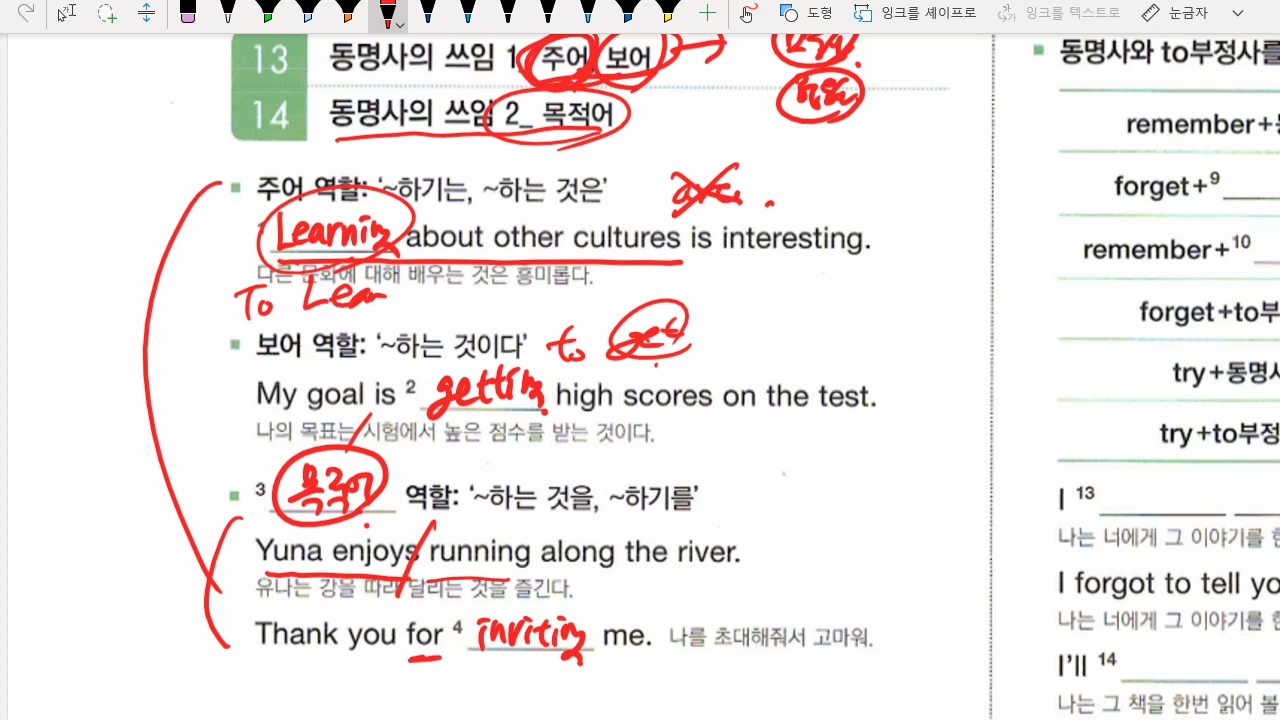 도형 잉크를 셰이프로 잉크를 텍스트로 눈금자
13 동명사의 쓰임 1_ 주어, 보어
14 동명사의 쓰임 2_ 목적어
주어 역할: ‘~하기는, ~하는 것은’
1 Learning about other cultures is interesting.
다른 문화에 대해 배우는 것은 흥미롭다.
To Lear
보어 역할: ‘~하는 것이다’ to get
My goal is 2 getting high scores on the test.
나의 목표는 시험에서 높은 점수를 받는 것이다.
3 목적어 역할: ‘~하는 것을, ~하기를’
Yuna enjoys running along the river.
유나는 강을 따라 달리는 것을 즐긴다.
Thank you for 4 inviting me. 나를 초대해줘서 고마워.
동명사와 to부정사를
remember+동
forget+9
remember+10
forget+to부
try+동명사
try+to부정
I 13
나는 너에게 그 이야기를 한
I forgot to tell yo
나는 너에게 그 이야기를 한
I’ll 14
나는 그 책을 한번 읽어 볼